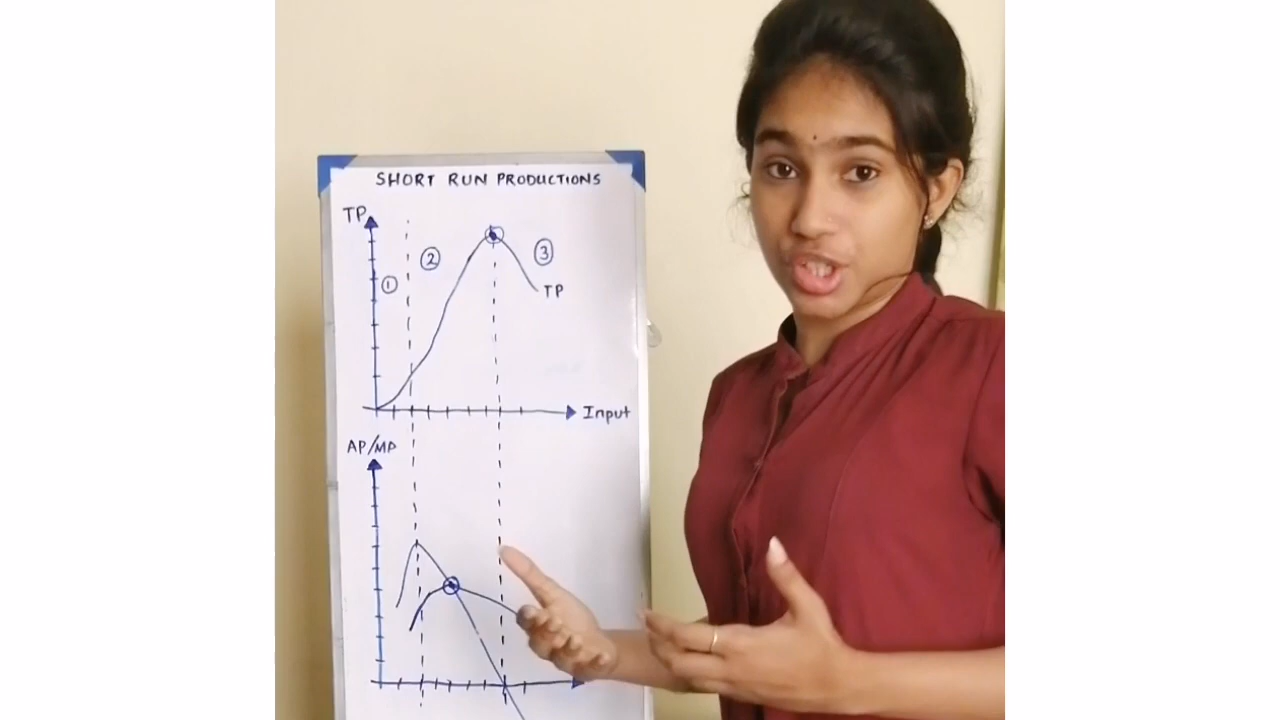 SHORT RUN PRODUCTIONS
TP
①
②
③
TP
Input
AP/MP